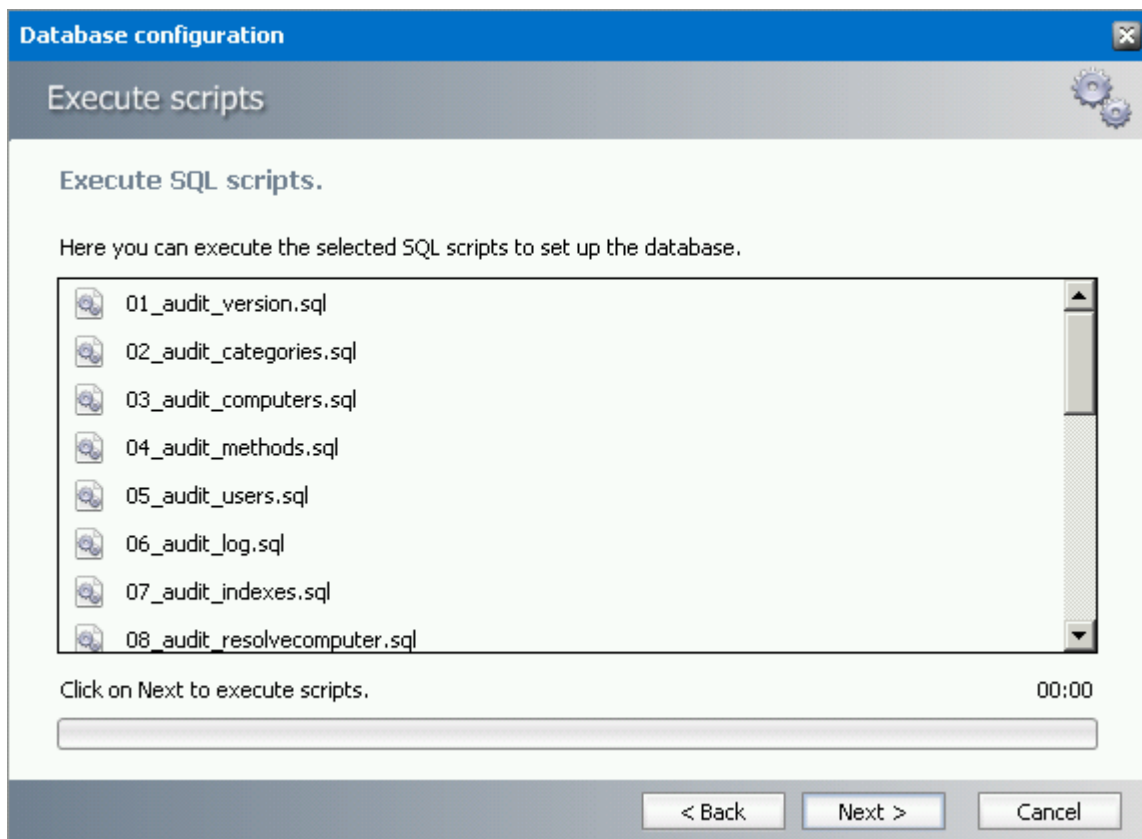 Database configuration
Execute scripts
Execute SQL scripts.
Here you can execute the selected SQL scripts to set up the database.
01_audit_version.sql
02_audit_categories.sql
03_audit_computers.sql
04_audit_methods.sql
05_audit_users.sql
06_audit_log.sql
07_audit_indexes.sql
08_audit_resolvecomputer.sql
Click on Next to execute scripts. 00:00
< Back Next > Cancel